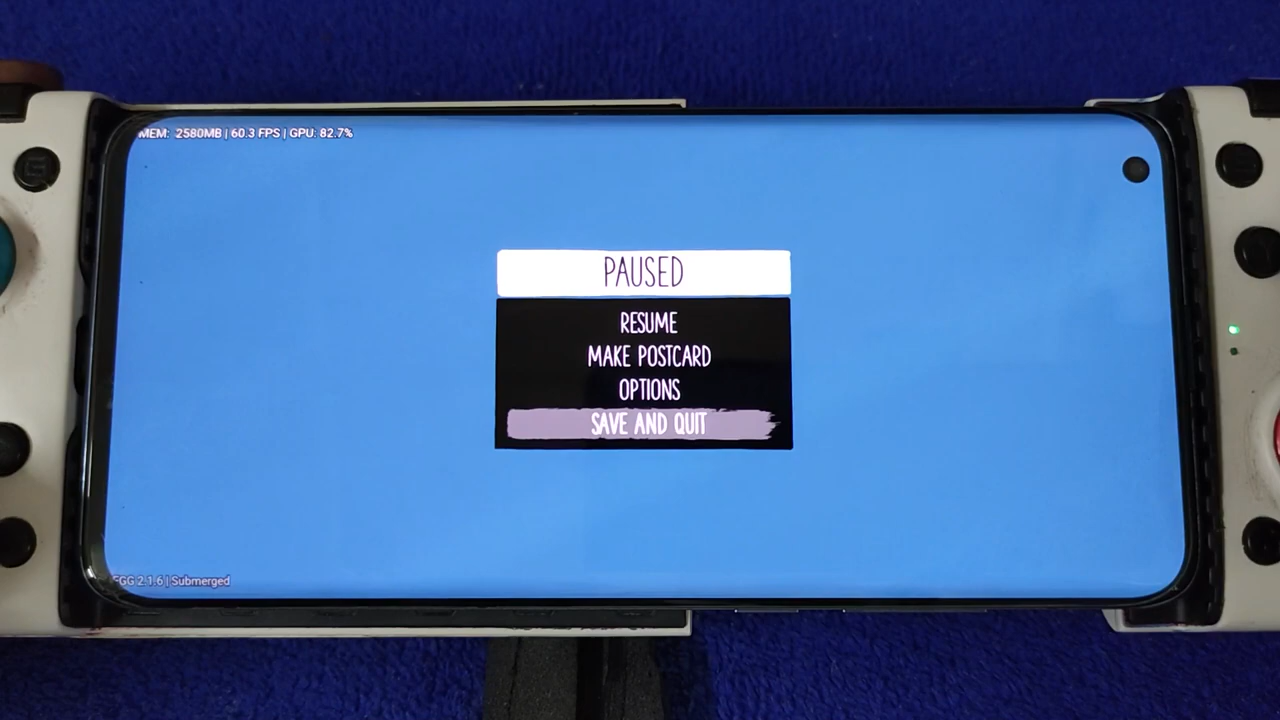 MEM: 2580MB | 60.3 FPS | GPU: 82.7%
PAUSED
RESUME
MAKE POSTCARD
OPTIONS
SAVE AND QUIT
EGG 2.1.6 | Submerged